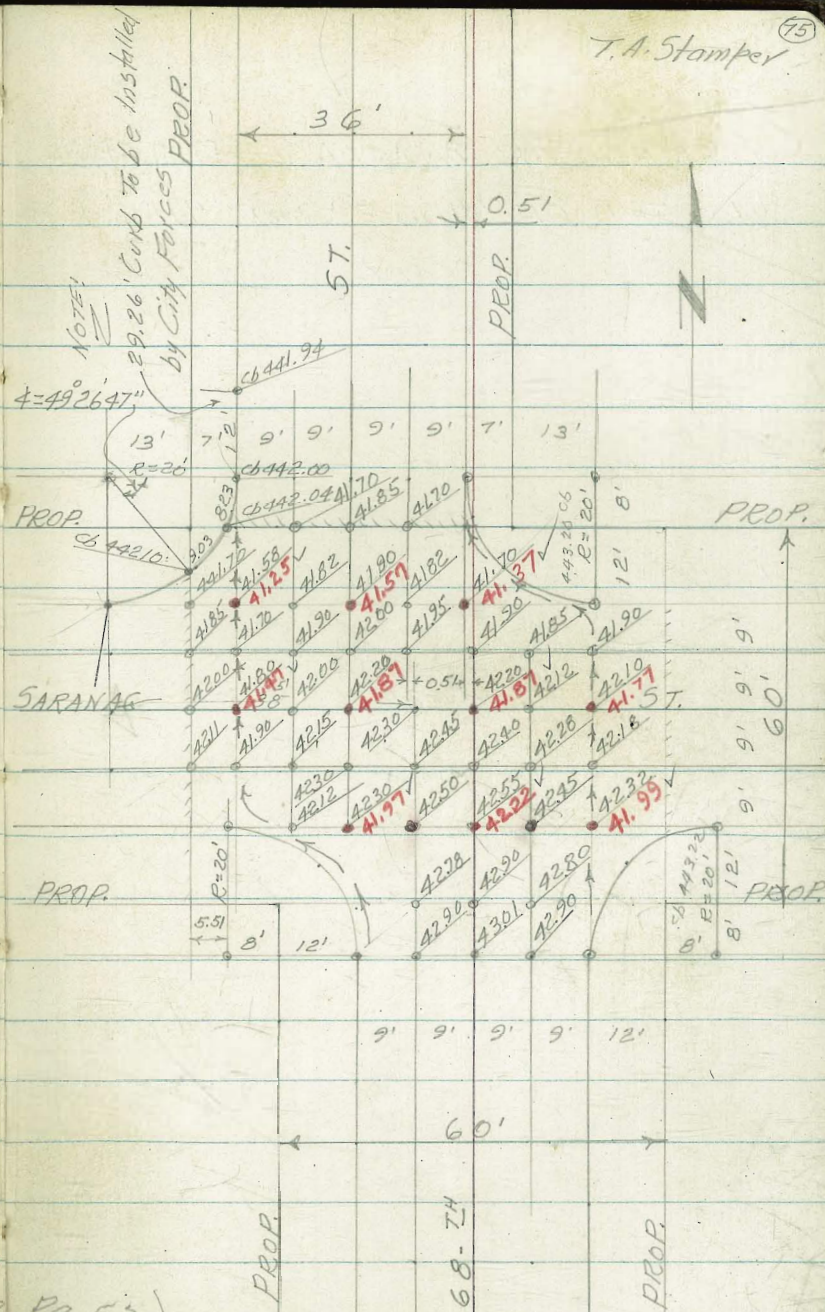 75
T.A. Stamper
NOTE!
29.26' Curb To be Installed
by City Forces
PROP.
36'
0.51
ST.
PROP.
N
cb 441.94
∡=49°26'47"
13' 7' 12' 9' 9' 9' 9' 7' 13'
R=20'
cb 442.00
8.23
cb 442.04 41.70 41.85 41.70
443.20 cb
R=20'
8'
PROP.
PROP.
cb 442.10
9.03
12'
441.70 41.58 41.82 41.90 41.82 41.70
41.25 41.57 41.37
41.85 41.70 41.90 42.00 41.95 41.90 41.85 41.90
9'
42.00 41.80 42.00 42.20 0.51 42.20 42.12 42.10
41.47 41.87 41.87 41.77
9'
SARANAG
ST.
60'
42.11 41.90 42.15 42.30 42.45 42.40 42.28 42.18
9'
42.30
42.12 42.30 42.50 42.55 42.45 42.32
41.97 42.22 41.99
9'
R=20'
42.78 42.90 42.80
cb 443.22
R=20'
12'
PROP.
PROP.
5.51
8' 12'
42.90 43.01 42.90
8'
8'
9' 9' 9' 9' 12'
60'
PROP.
68-TH
PROP.